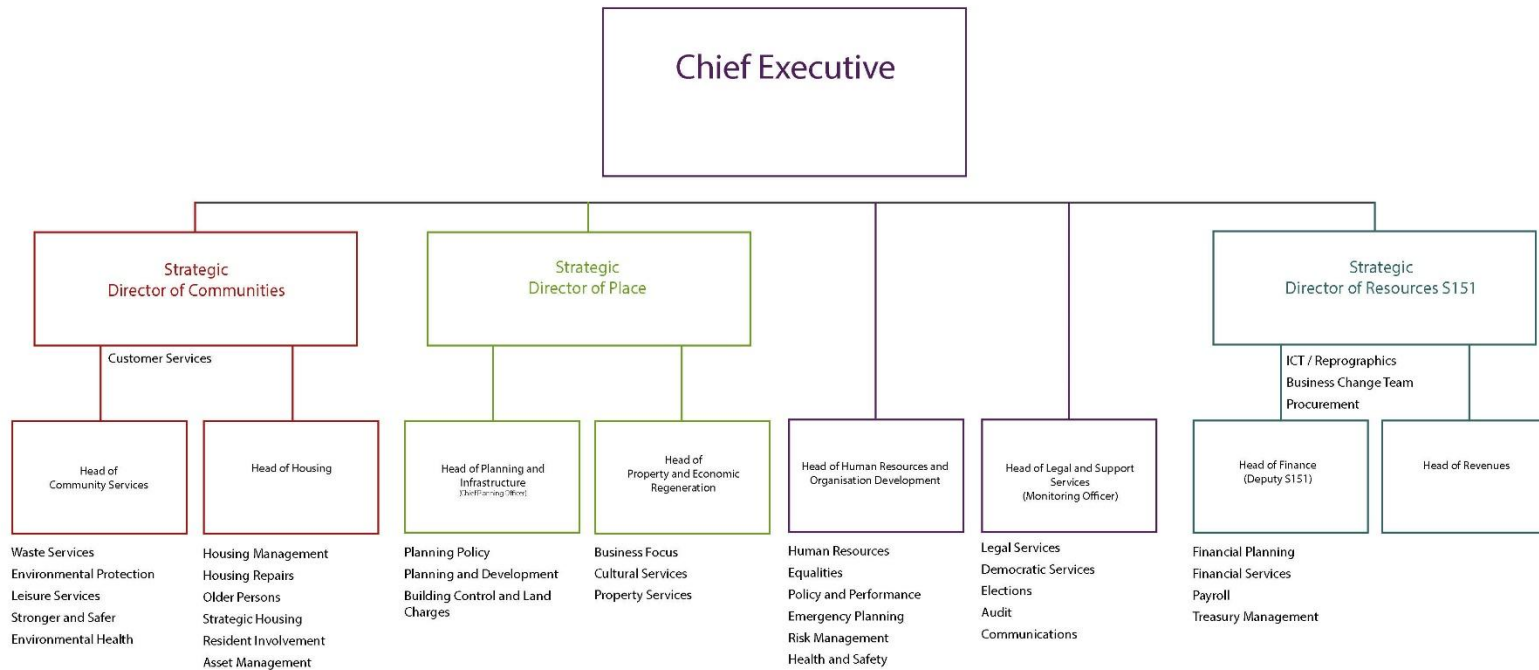 Chief Executive
Strategic
Director of Communities
Strategic
Director of Place
Strategic
Director of Resources S151
Customer Services
ICT / Reprographics
Business Change Team
Procurement
Head of
Community Services
Head of Housing
Head of Planning and
Infrastructure
(Chief Planning Officer)
Head of
Property and Economic
Regeneration
Head of Human Resources and
Organisation Development
Head of Legal and Support
Services
(Monitoring Officer)
Head of Finance
(Deputy S151)
Head of Revenues
Waste Services
Environmental Protection
Leisure Services
Stronger and Safer
Environmental Health
Housing Management
Housing Repairs
Older Persons
Strategic Housing
Resident Involvement
Asset Management
Planning Policy
Planning and Development
Building Control and Land
Charges
Business Focus
Cultural Services
Property Services
Human Resources
Equalities
Policy and Performance
Emergency Planning
Risk Management
Health and Safety
Legal Services
Democratic Services
Elections
Audit
Communications
Financial Planning
Financial Services
Payroll
Treasury Management